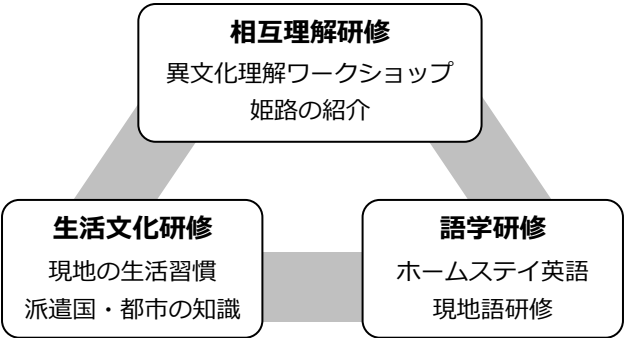 相互理解研修
異文化理解ワークショップ
姫路の紹介
生活文化研修
現地の生活習慣
派遣国・都市の知識
語学研修
ホームステイ英語
現地語研修